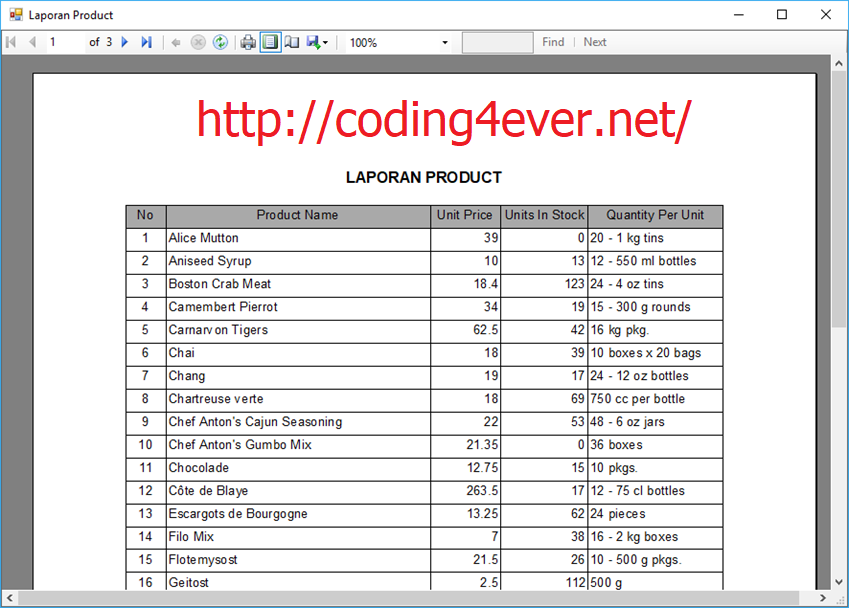 Laporan Product
1 of 3 100% Find | Next
http://coding4ever.net/
LAPORAN PRODUCT
No Product Name Unit Price Units In Stock Quantity Per Unit
1 Alice Mutton 39 0 20 - 1 kg tins
2 Aniseed Syrup 10 13 12 - 550 ml bottles
3 Boston Crab Meat 18.4 123 24 - 4 oz tins
4 Camembert Pierrot 34 19 15 - 300 g rounds
5 Carnarvon Tigers 62.5 42 16 kg pkg.
6 Chai 18 39 10 boxes x 20 bags
7 Chang 19 17 24 - 12 oz bottles
8 Chartreuse verte 18 69 750 cc per bottle
9 Chef Anton's Cajun Seasoning 22 53 48 - 6 oz jars
10 Chef Anton's Gumbo Mix 21.35 0 36 boxes
11 Chocolade 12.75 15 10 pkgs.
12 Côte de Blaye 263.5 17 12 - 75 cl bottles
13 Escargots de Bourgogne 13.25 62 24 pieces
14 Filo Mix 7 38 16 - 2 kg boxes
15 Flotemysost 21.5 26 10 - 500 g pkgs.
16 Geitost 2.5 112 500 g